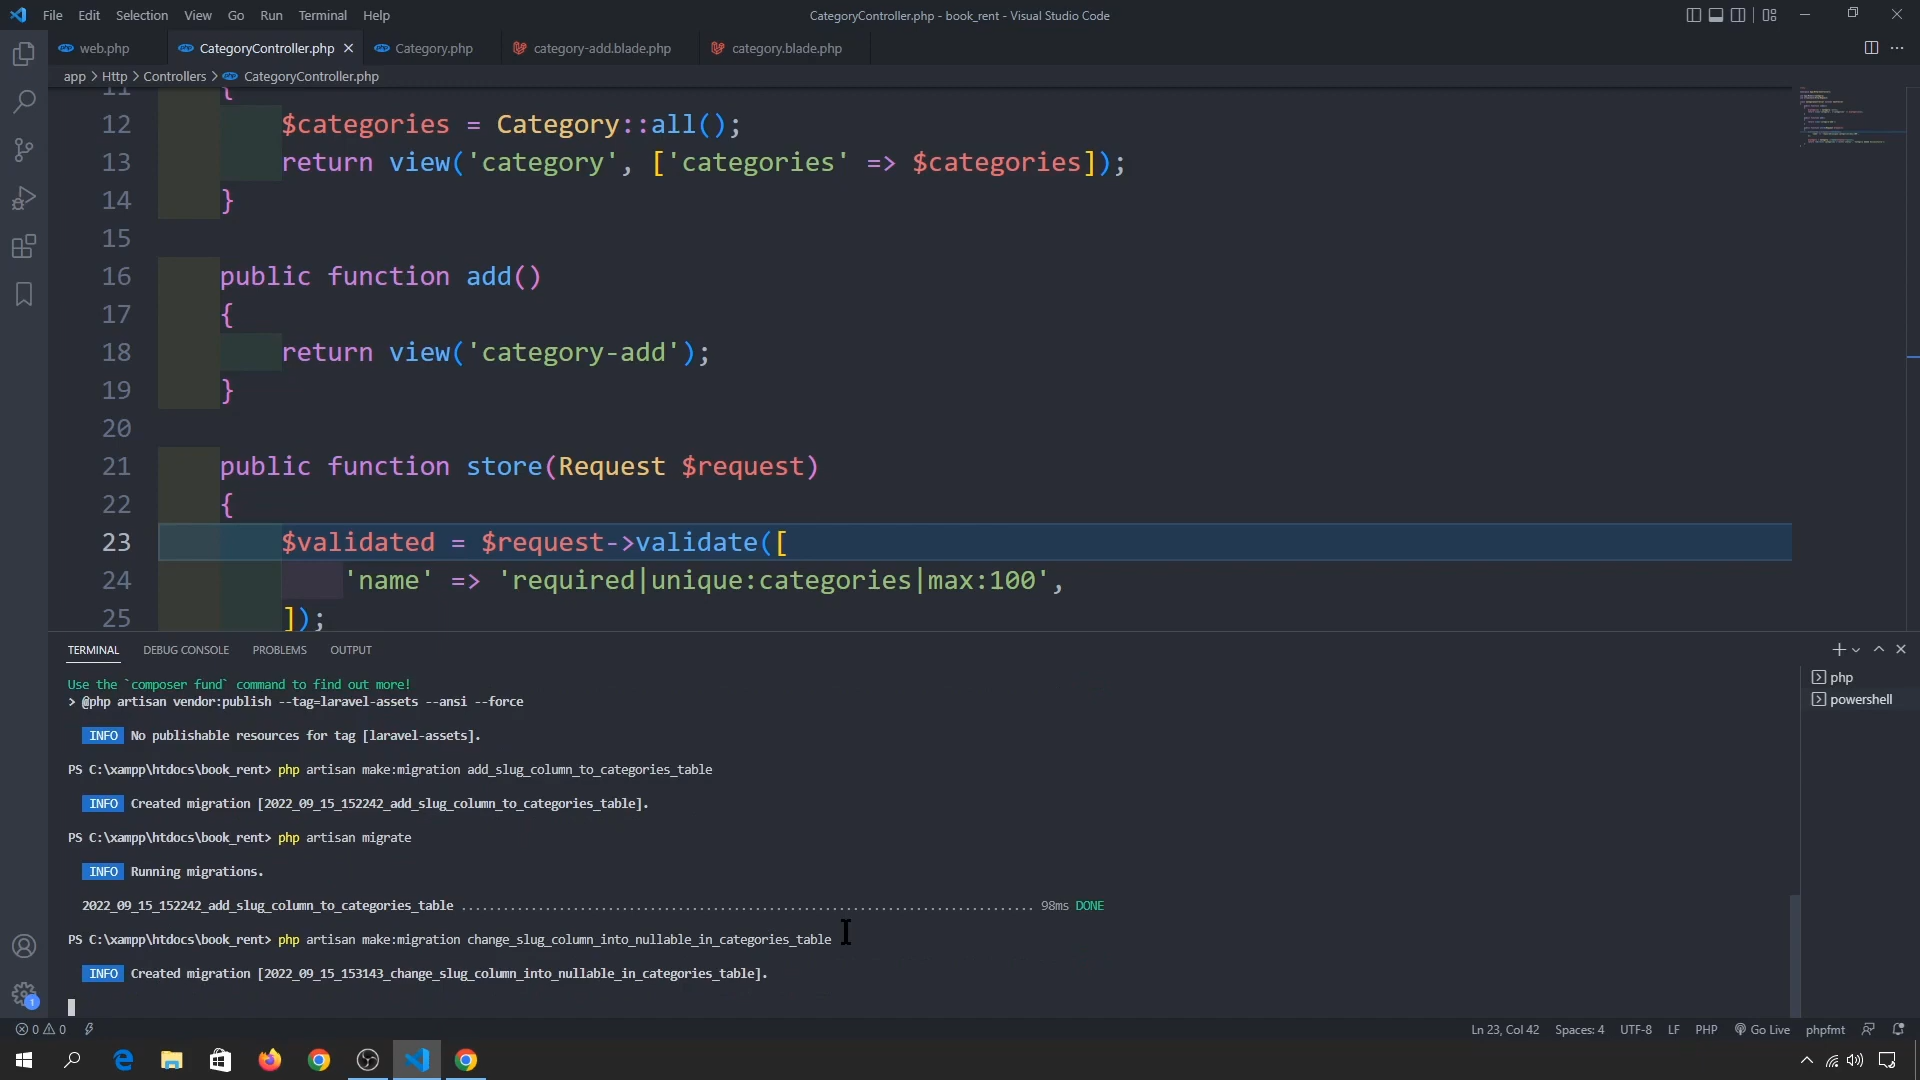 File Edit Selection View Go Run Terminal Help
CategoryController.php - book_rent - Visual Studio Code
web.php
CategoryController.php
Category.php
category-add.blade.php
category.blade.php
app > Http > Controllers > CategoryController.php
11 {
12 $categories = Category::all();
13 return view('category', ['categories' => $categories]);
14 }
15
16 public function add()
17 {
18 return view('category-add');
19 }
20
21 public function store(Request $request)
22 {
23 $validated = $request->validate([
24 'name' => 'required|unique:categories|max:100',
25 ]);
TERMINAL DEBUG CONSOLE PROBLEMS OUTPUT
php
powershell
Use the `composer fund` command to find out more!
> @php artisan vendor:publish --tag=laravel-assets --ansi --force
INFO No publishable resources for tag [laravel-assets].
PS C:\xampp\htdocs\book_rent> php artisan make:migration add_slug_column_to_categories_table
INFO Created migration [2022_09_15_152242_add_slug_column_to_categories_table].
PS C:\xampp\htdocs\book_rent> php artisan migrate
INFO Running migrations.
2022_09_15_152242_add_slug_column_to_categories_table .................................................................................. 98ms DONE
PS C:\xampp\htdocs\book_rent> php artisan make:migration change_slug_column_into_nullable_in_categories_table
INFO Created migration [2022_09_15_153143_change_slug_column_into_nullable_in_categories_table].
1
0 0
Ln 23, Col 42 Spaces: 4 UTF-8 LF PHP Go Live phpfmt